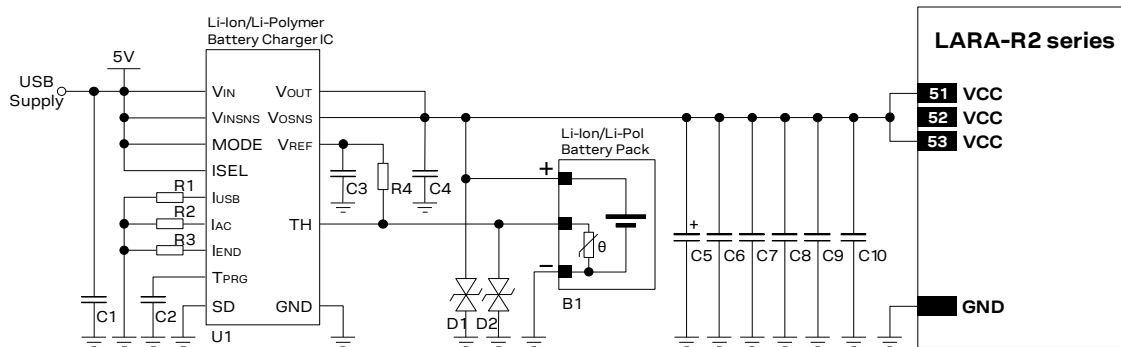 Li-Ion/Li-Polymer
Battery Charger IC
LARA-R2 series
5V
USB
Supply
VIN
VOUT
51 VCC
VINSNS
VOSNS
52 VCC
Li-Ion/Li-Pol
Battery Pack
MODE
VREF
53 VCC
ISEL
+
C3
R4
C4
R1
IUSB
R2
IAC
TH
R3
IEND
θ
+
C5
C6
C7
C8
C9
C10
TPRG
–
B1
C1
C2
SD
GND
D1
D2
GND
U1